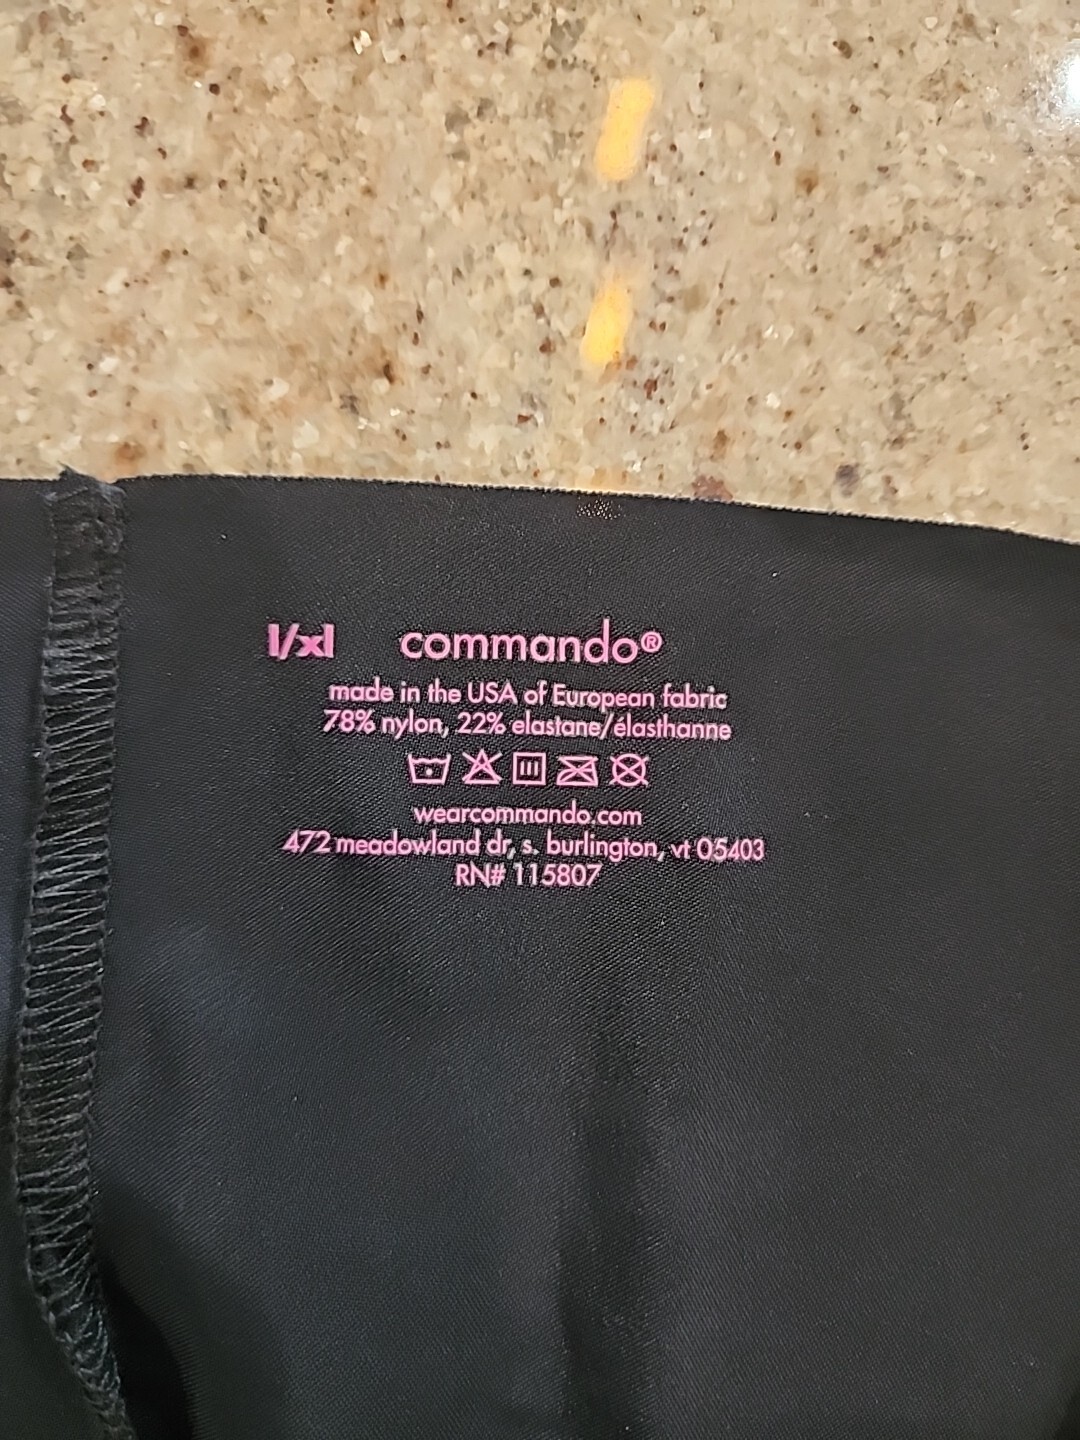 l/xl commando®
made in the USA of European fabric
78% nylon, 22% elastane/élasthanne
wearcommando.com
472 meadowland dr, s. burlington, vt 05403
RN# 115807